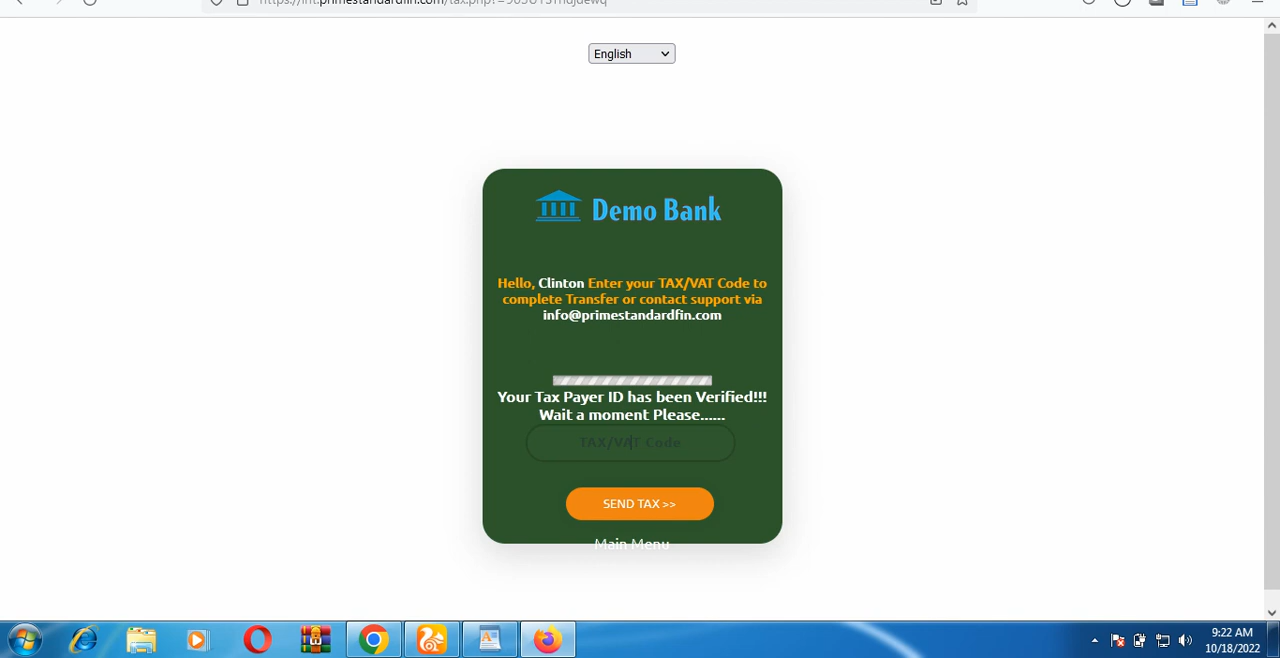 English
Demo Bank
Hello, Clinton Enter your TAX/VAT Code to
complete Transfer or contact support via
info@primestandardfin.com
Your Tax Payer ID has been Verified!!!
Wait a moment Please......
TAX/VAT Code
SEND TAX >>
Main Menu
9:22 AM
10/18/2022